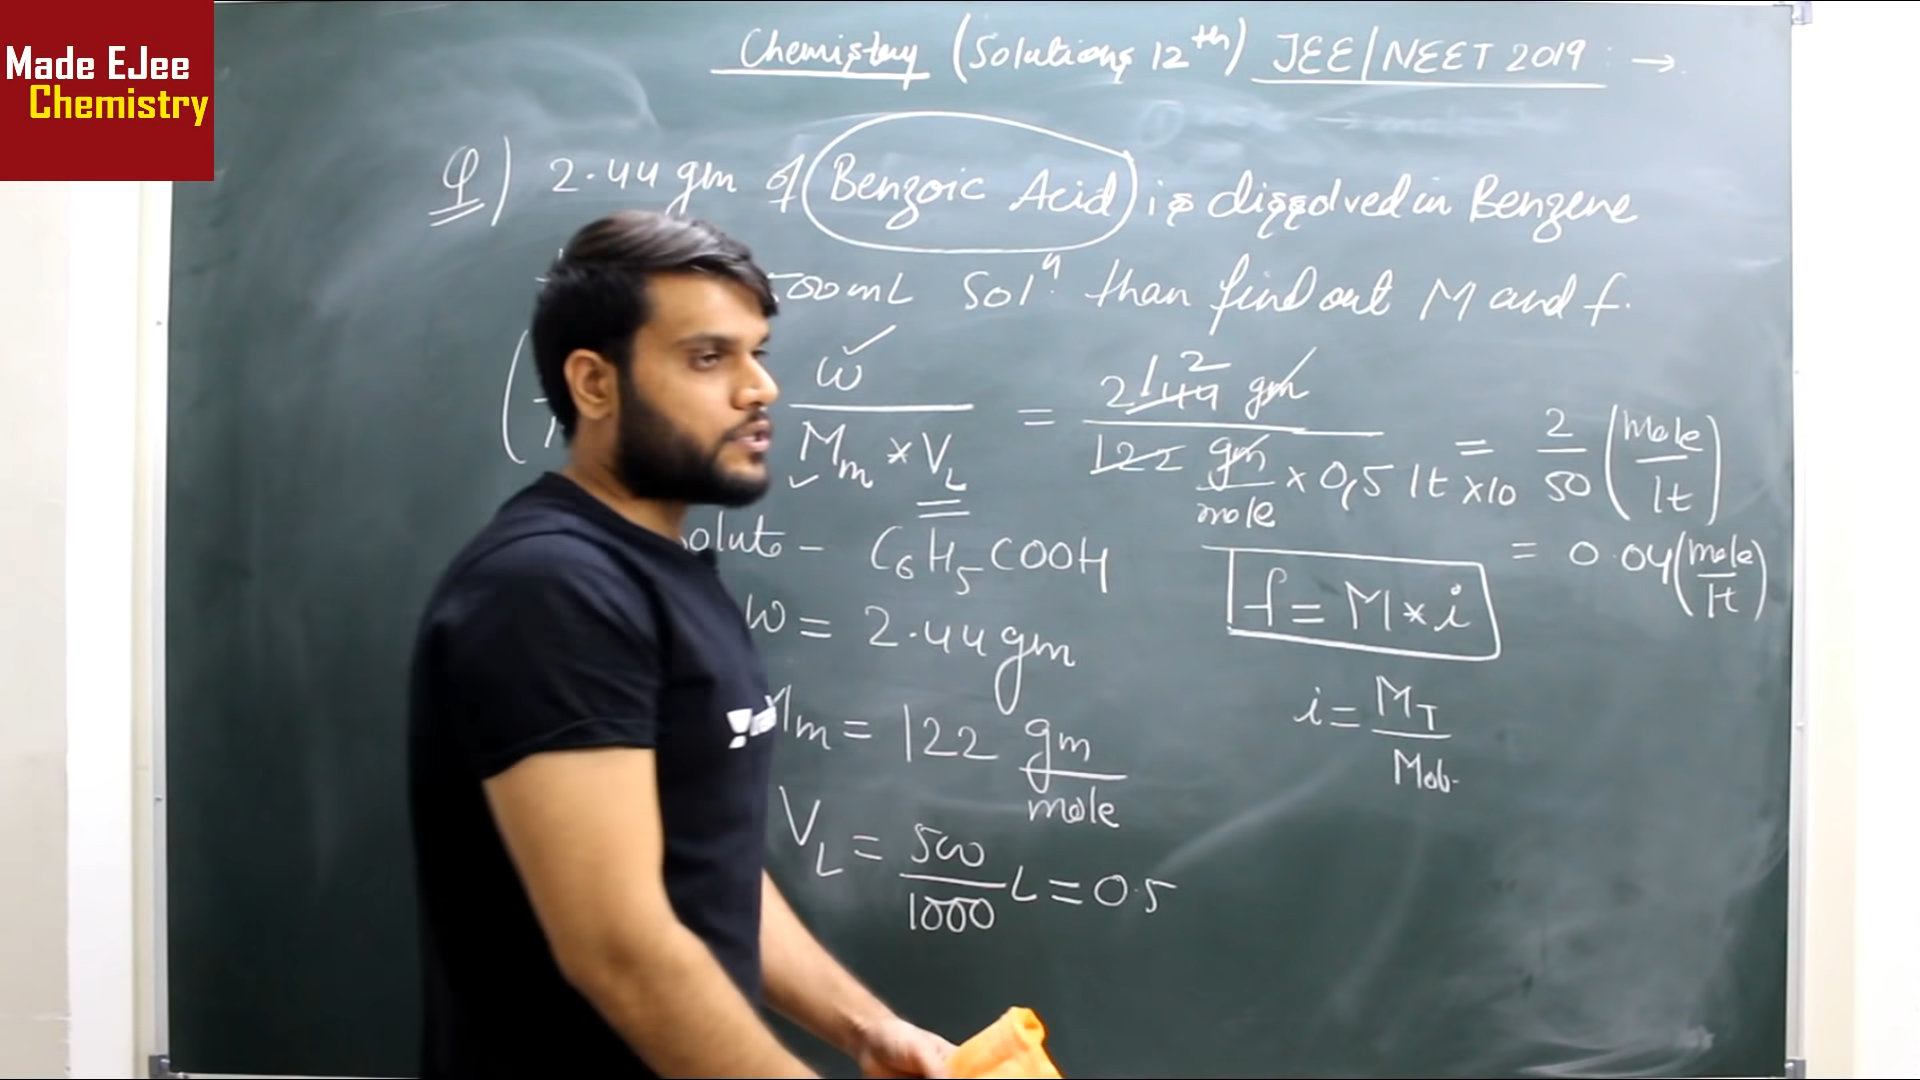 Made EJee
Chemistry
Chemistry (Solutions 12th) JEE/NEET 2019 : →
Q) 2.44 gm of Benzoic Acid is dissolved in Benzene
500mL Solⁿ. than find out M and f.
w / Mm × VL = 2.44 gm / 122 gm/mole × 0.5 lt × 10 = 2/50 (mole/lt)
= 0.04 (mole/lt)
C6H5COOH
f = M × i
w = 2.44 gm
i = MT / Mob.
Mm = 122 gm/mole
VL = 500/1000 L = 0.5